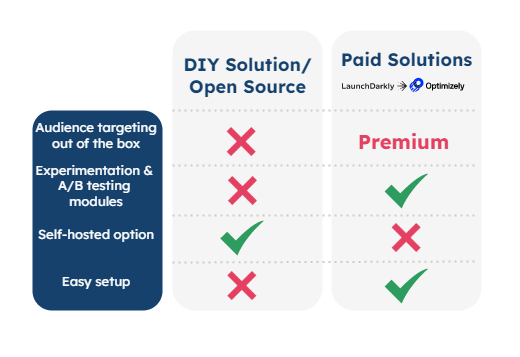 DIY Solution/
Open Source
Paid Solutions
LaunchDarkly Optimizely
Audience targeting
out of the box
Premium
Experimentation &
A/B testing
modules
Self-hosted option
Easy setup